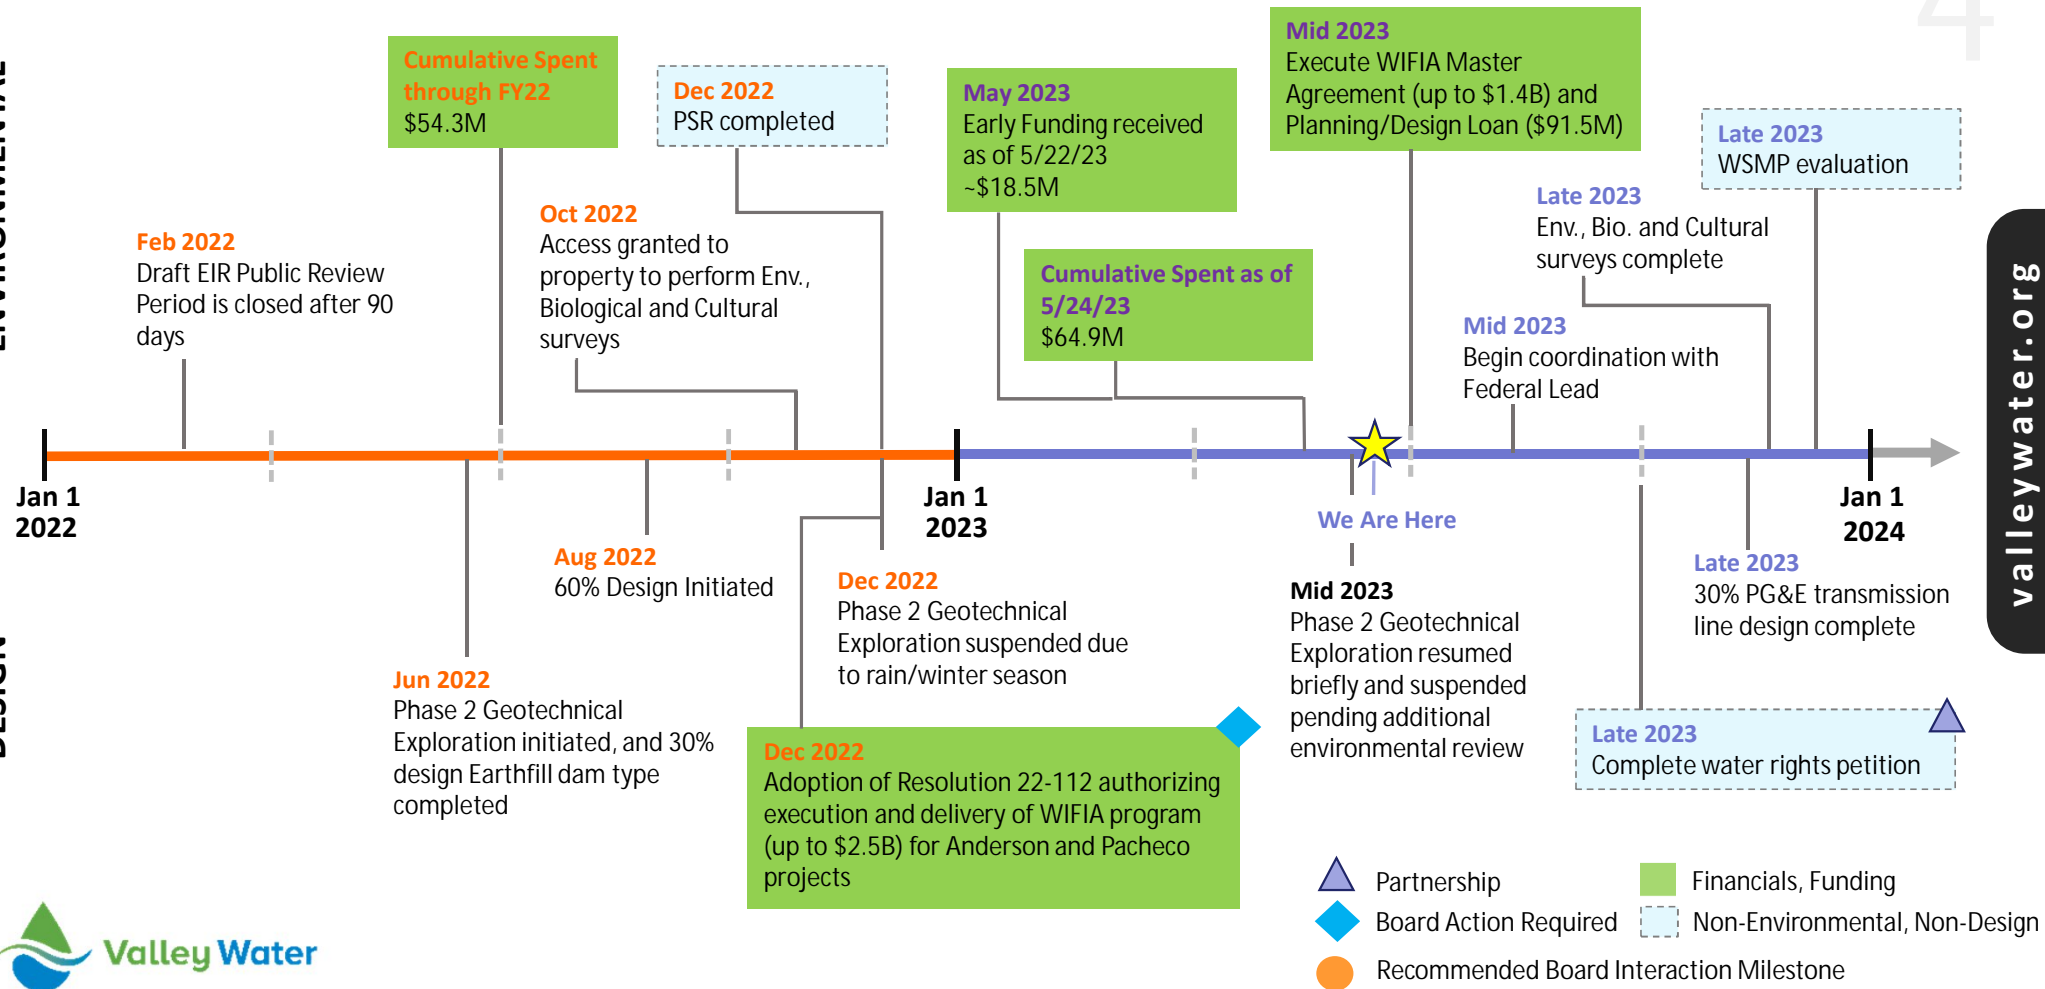 4
ENVIRONMENTAL
Cumulative Spent
through FY22
$54.3M
Dec 2022
PSR completed
May 2023
Early Funding received
as of 5/22/23
~$18.5M
Mid 2023
Execute WIFIA Master
Agreement (up to $1.4B) and
Planning/Design Loan ($91.5M)
Late 2023
WSMP evaluation
Feb 2022
Draft EIR Public Review
Period is closed after 90
days
Oct 2022
Access granted to
property to perform Env.,
Biological and Cultural
surveys
Cumulative Spent as of
5/24/23
$64.9M
Late 2023
Env., Bio. and Cultural
surveys complete
Mid 2023
Begin coordination with
Federal Lead
valleywater.org
Jan 1
2022
Jan 1
2023
We Are Here
Jan 1
2024
DESIGN
Jun 2022
Phase 2 Geotechnical
Exploration initiated, and 30%
design Earthfill dam type
completed
Aug 2022
60% Design Initiated
Dec 2022
Phase 2 Geotechnical
Exploration suspended due
to rain/winter season
Dec 2022
Adoption of Resolution 22-112 authorizing
execution and delivery of WIFIA program
(up to $2.5B) for Anderson and Pacheco
projects
Mid 2023
Phase 2 Geotechnical
Exploration resumed
briefly and suspended
pending additional
environmental review
Late 2023
30% PG&E transmission
line design complete
Late 2023
Complete water rights petition
Partnership
Financials, Funding
Board Action Required
Non-Environmental, Non-Design
Recommended Board Interaction Milestone
Valley Water